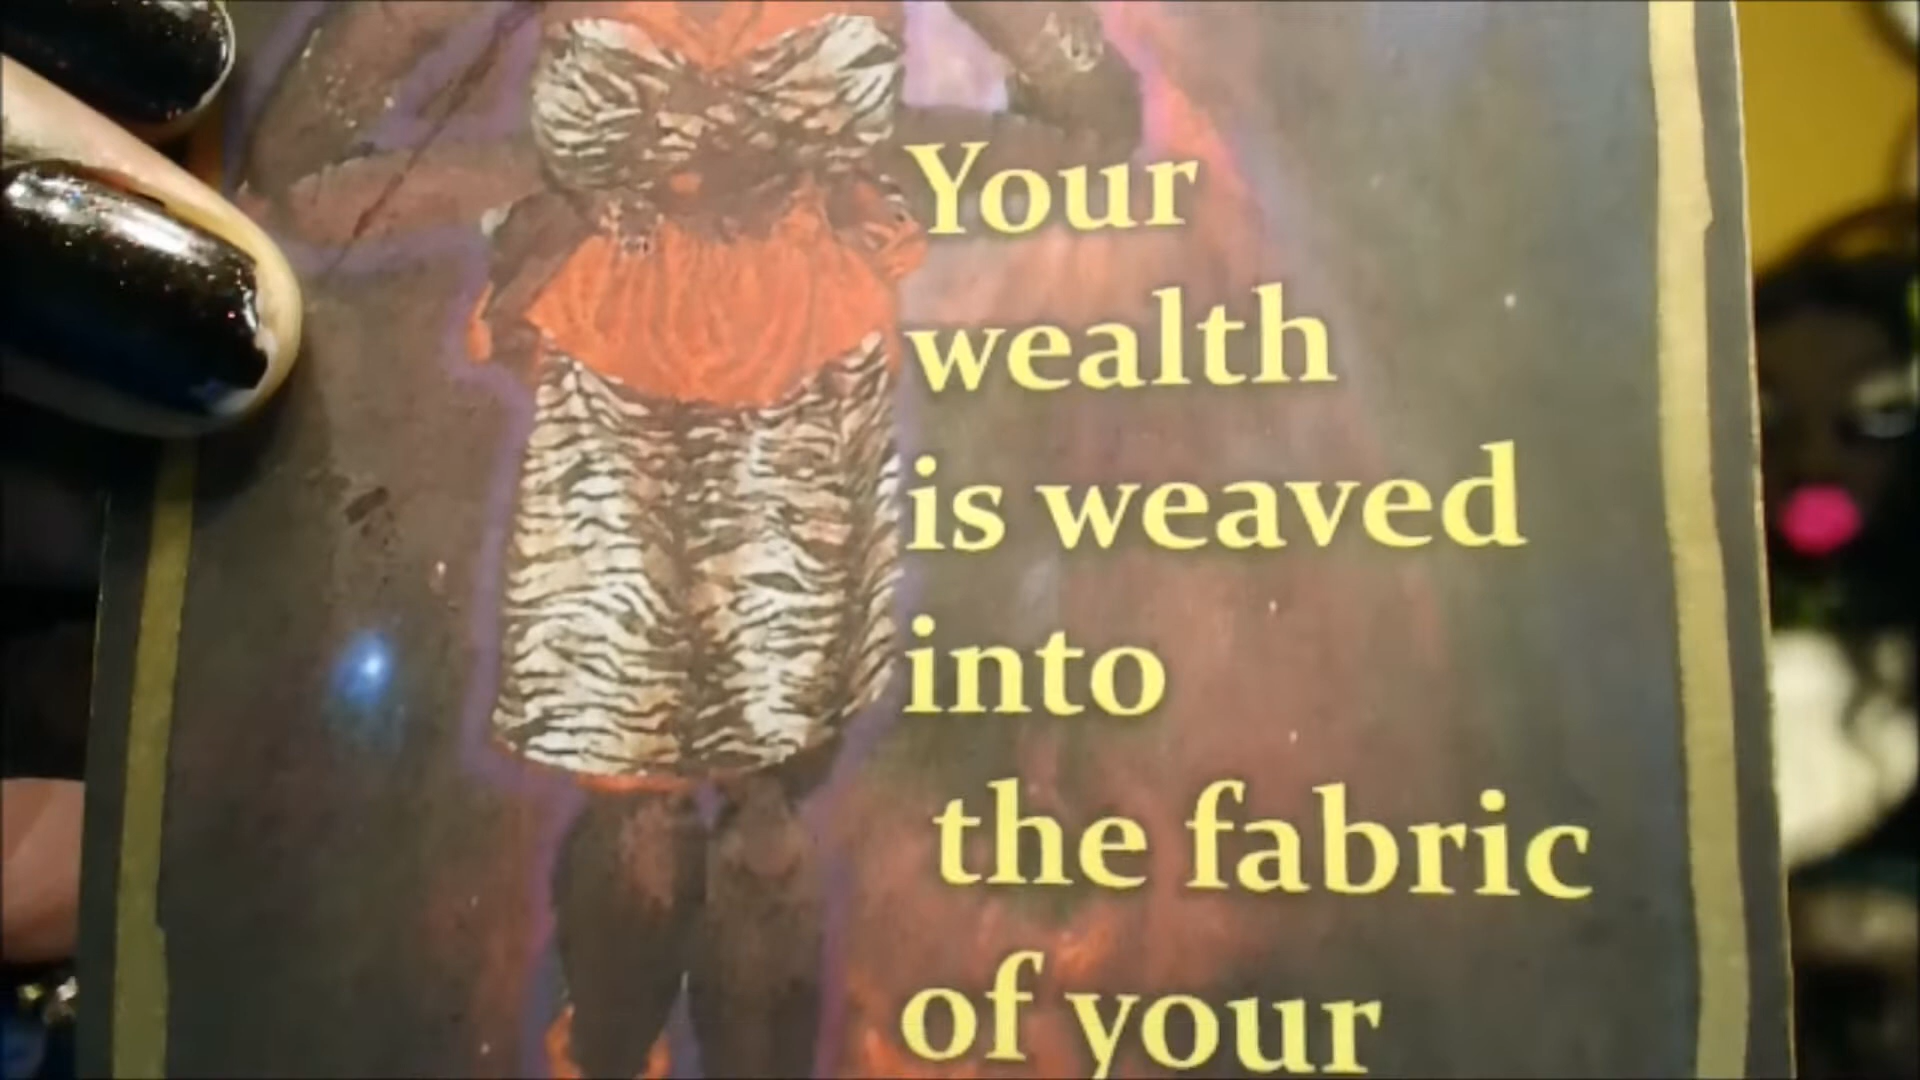 Your
wealth
is weaved
into
the fabric
of your